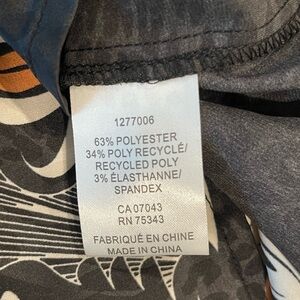 1277006
63% POLYESTER
34% POLY RECYCLÉ/
RECYCLED POLY
3% ÉLASTHANNE/
SPANDEX
CA 07043
RN 75343
FABRIQUÉ EN CHINE
MADE IN CHINA